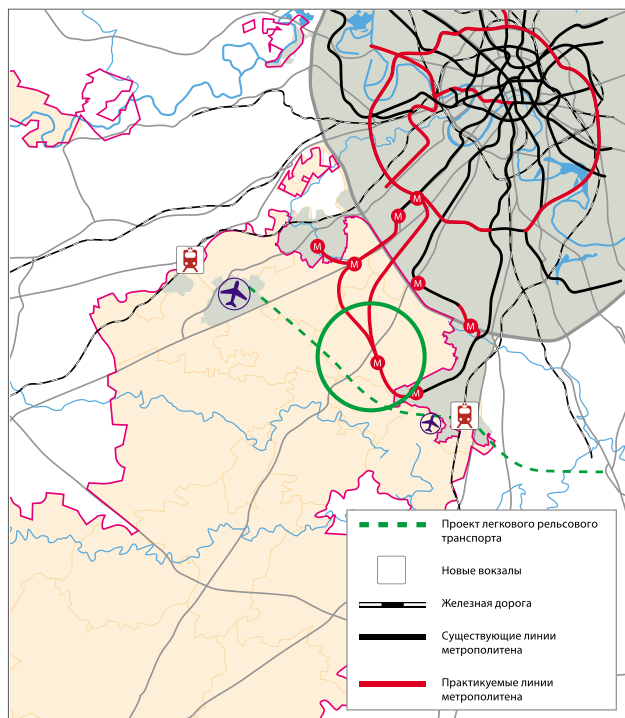 М
М
М
М
М
М
М
М
Проект легкового рельсового
транспорта
Новые вокзалы
Железная дорога
Существующие линии
метрополитена
Практикуемые линии
метрополитена